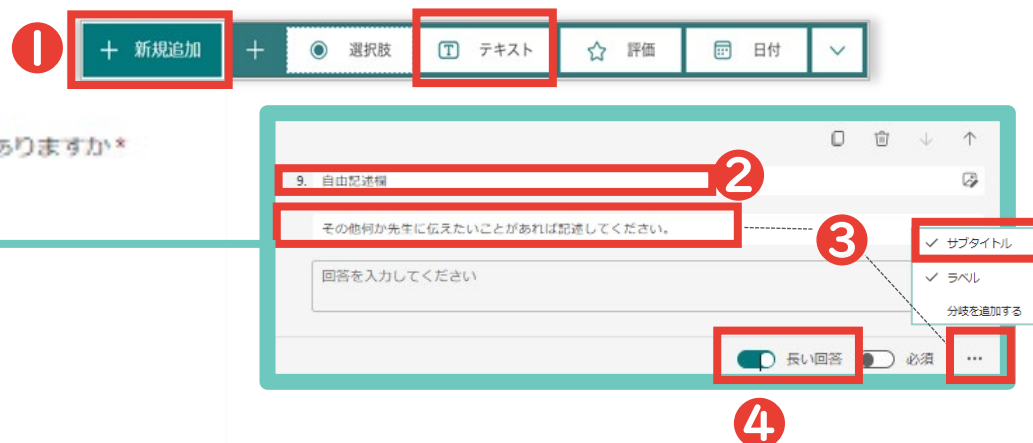 1
+ 新規追加 + 選択肢 テキスト 評価 日付
ありますか*
2
9. 自由記述欄
その他何か先生に伝えたいことがあれば記述してください。
3
✓ サブタイトル
✓ ラベル
分岐を追加する
回答を入力してください
長い回答 必須 …
4